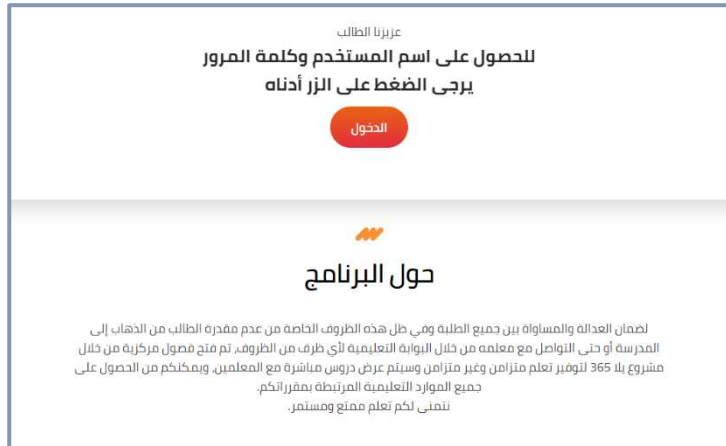 عزيزنا الطالب
للحصول على اسم المستخدم وكلمة المرور
يرجى الضغط على الزر أدناه
الدخول
حول البرنامج
لضمان العدالة والمساواة بين جميع الطلبة وفي ظل هذه الظروف الخاصة من عدم مقدرة الطالب من الذهاب إلى
المدرسة أو حتى التواصل مع معلمه من خلال البوابة التعليمية لأي ظرف من الظروف، تم فتح فصول مركزية من خلال
مشروع يلا 365 لتوفير تعلم متزامن وغير متزامن وسيتم عرض دروس مباشرة مع المعلمين، ويمكنكم من الحصول على
جميع الموارد التعليمية المرتبطة بمقرراتكم.
نتمنى لكم تعلم ممتع ومستمر.